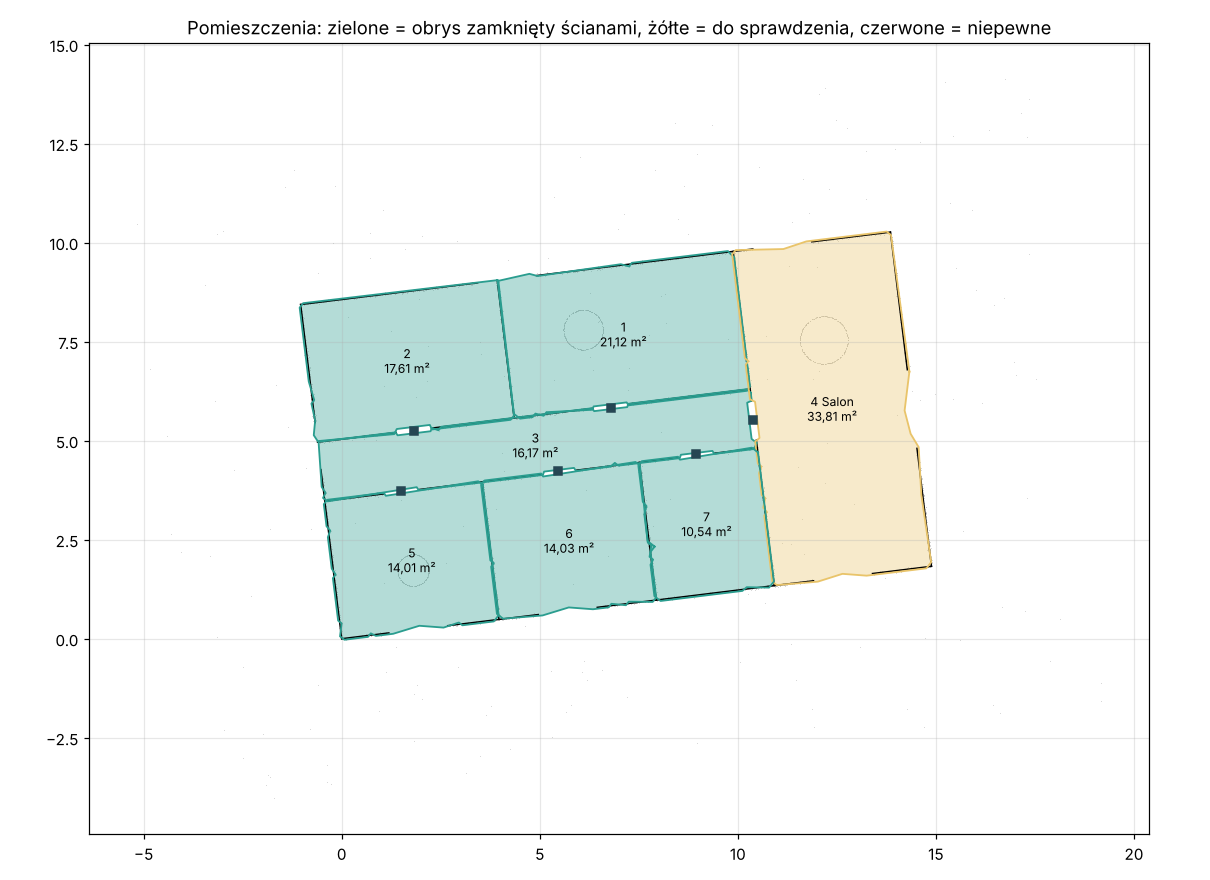 Pomieszczenia: zielone = obrys zamknięty ścianami, żółte = do sprawdzenia, czerwone = niepewne
15.0
12.5
10.0
7.5
5.0
2.5
0.0
−2.5
1
21,12 m²
2
17,61 m²
4 Salon
33,81 m²
3
16,17 m²
7
10,54 m²
6
14,03 m²
5
14,01 m²
−5
0
5
10
15
20